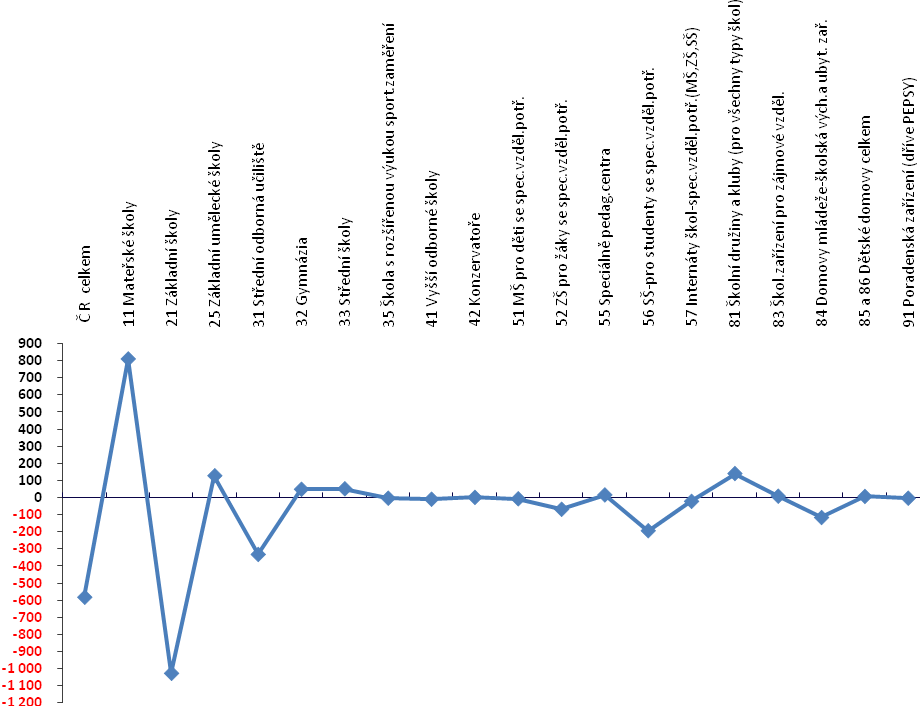 Č R  celkem
11 Mateřské školy
21 Základní školy
25 Základní umělecké školy
31 Střední odborná učiliště
32 Gymnázia
33 Střední školy
35 Škola s rozšířenou výukou sport.zaměření
41 Vyšší odborné školy
42 Konzervatoře
51 MŠ pro děti se spec.vzděl.potř.
52 ZŠ pro žáky se spec.vzděl.potř.
55 Speciálně pedag.centra
56 SŠ-pro studenty se spec.vzděl.potř.
57 Internáty škol-spec.vzděl.potř.(MŠ,ZŠ,SŠ)
81 Školní družiny a kluby (pro všechny typy škol)
83 Škol.zařízení pro zájmové vzděl.
84 Domovy mládeže-školská vých.a ubyt. zař.
85 a 86 Dětské domovy celkem
91 Poradenská zařízení (dříve PEPSY)
900
800
700
600
500
400
300
200
100
0
-100
-200
-300
-400
-500
-600
-700
-800
-900
-1 000
-1 100
-1 200